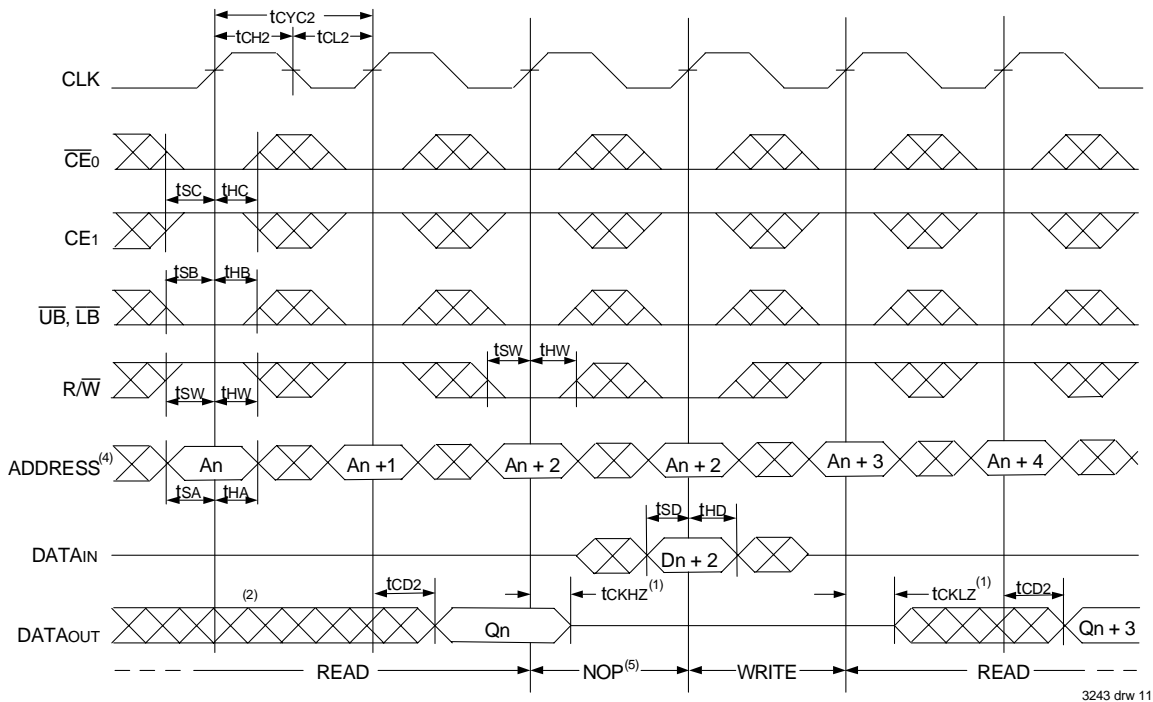 tCYC2
tCH2 tCL2
CLK
CE0
tSC tHC
CE1
tSB tHB
UB, LB
tSW tHW
R/W
tSW tHW
ADDRESS(4) An An +1 An + 2 An + 2 An + 3 An + 4
tSA tHA
tSD tHD
DATAIN Dn + 2
tCD2 tCKHZ(1) tCKLZ(1) tCD2
(2)
DATAOUT Qn Qn + 3
READ NOP(5) WRITE READ
3243 drw 11